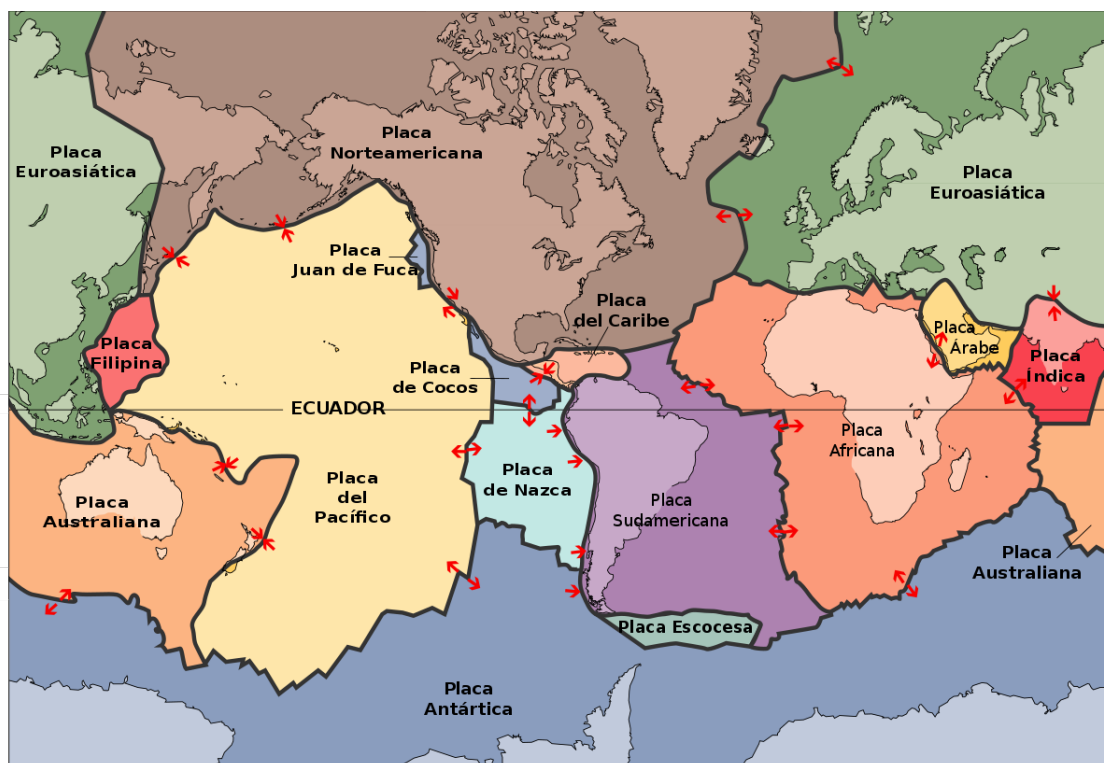 Placa
Norteamericana
Placa
Euroasiática
Placa
Euroasiática
Placa
Juan de Fuca
Placa
del Caribe
Placa
Filipina
Placa
Árabe
Placa
Índica
Placa
de Cocos
ECUADOR
Placa
Africana
Placa
de Nazca
Placa
del
Pacífico
Placa
Australiana
Placa
Sudamericana
Placa
Australiana
Placa Escocesa
Placa
Antártica